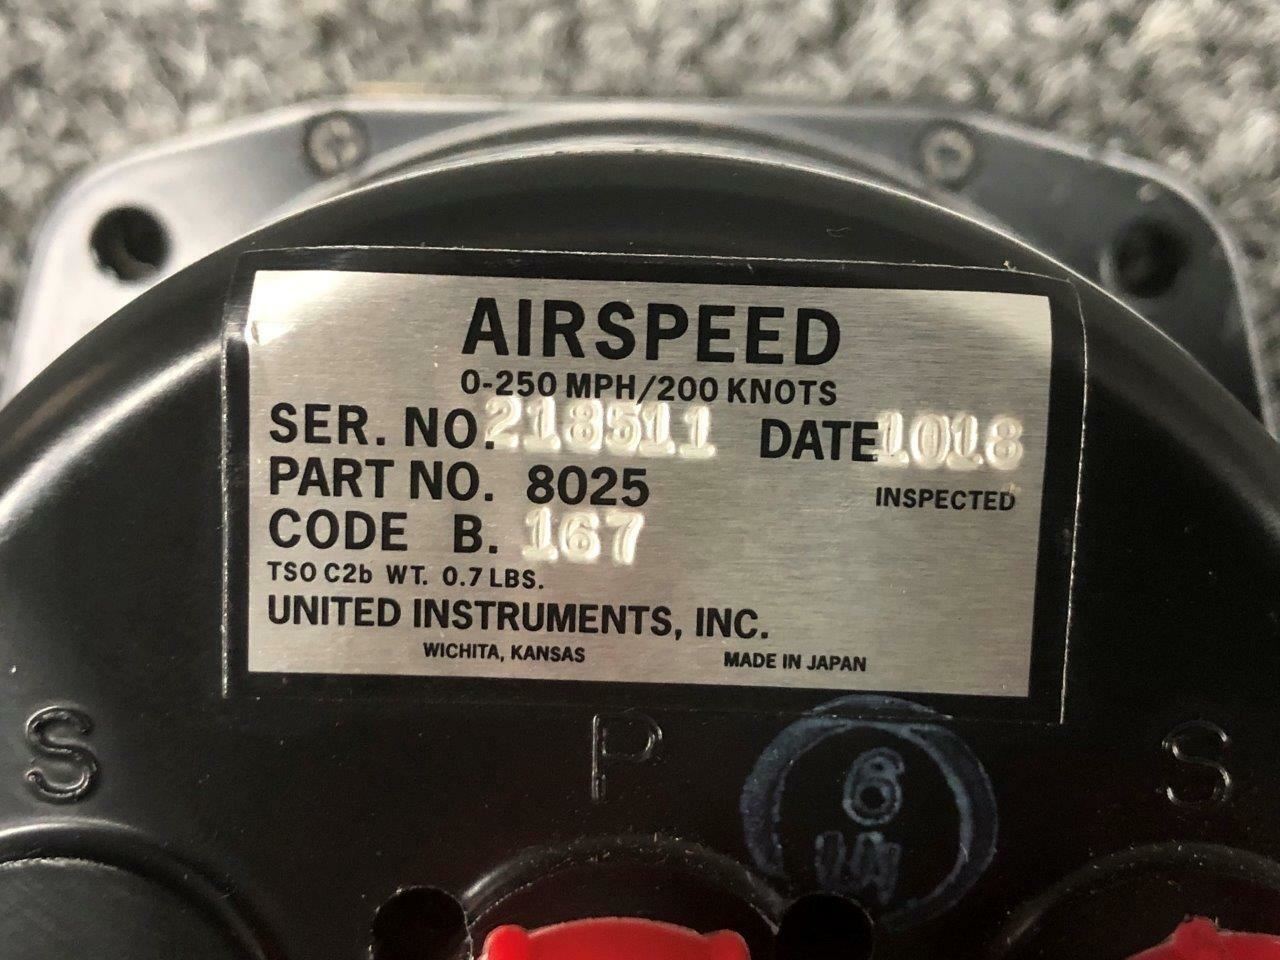 AIRSPEED
0-250 MPH/200 KNOTS
SER. NO. 218511 DATE 1018
PART NO. 8025 INSPECTED
CODE B. 167
TSO C2b WT. 0.7 LBS.
UNITED INSTRUMENTS, INC.
WICHITA, KANSAS MADE IN JAPAN
S P S
6